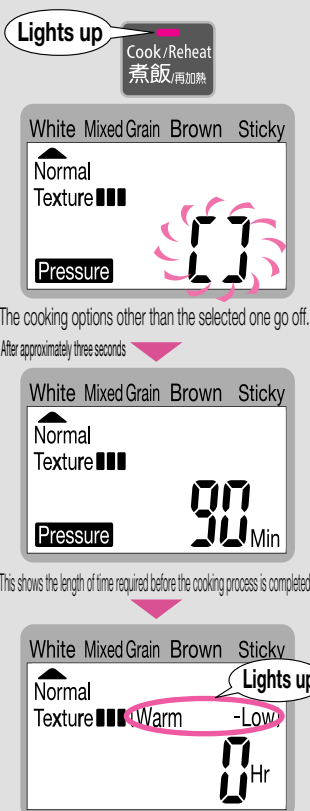 Lights up
Cook/Reheat
煮飯/再加熱
White Mixed Grain Brown Sticky
Normal
Texture
Pressure
The cooking options other than the selected one go off.
After approximately three seconds
White Mixed Grain Brown Sticky
Normal
Texture
90 Min
Pressure
This shows the length of time required before the cooking process is completed
White Mixed Grain Brown Sticky
Normal
Lights up
Texture Warm -Low
0 Hr